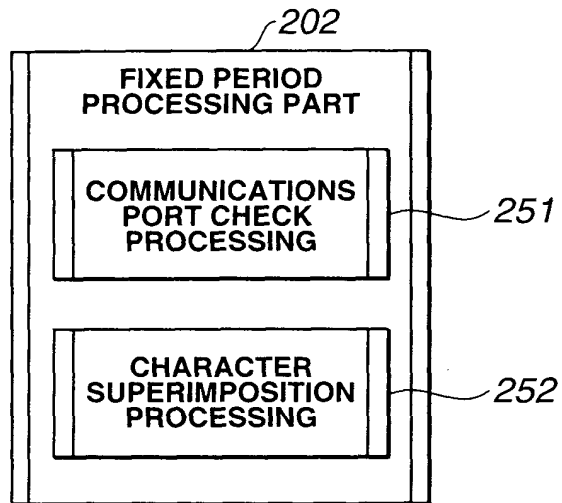 202
FIXED PERIOD
PROCESSING PART
COMMUNICATIONS
PORT CHECK
PROCESSING
251
CHARACTER
SUPERIMPOSITION
PROCESSING
252